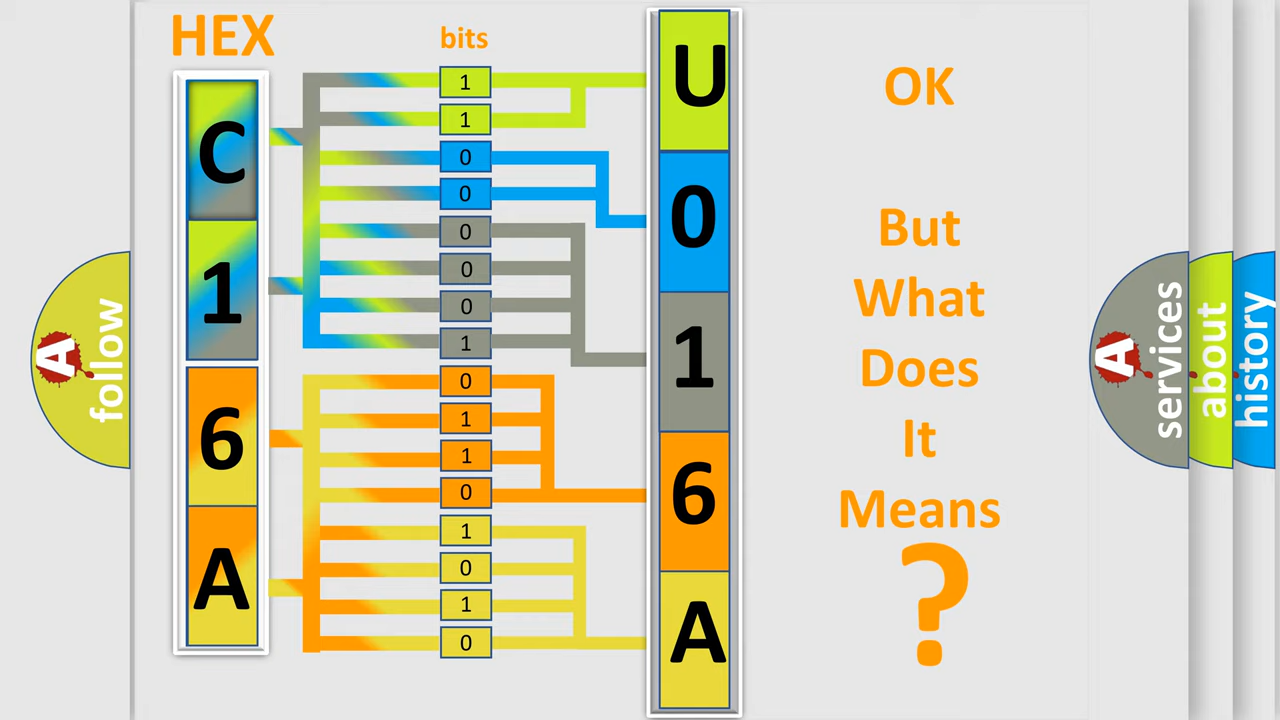 HEX
bits
C
1
6
A
1
1
0
0
0
0
0
1
0
1
1
0
1
0
1
0
U
0
1
6
A
OK
But
What
Does
It
Means
?
A
follow
A
services
about
history